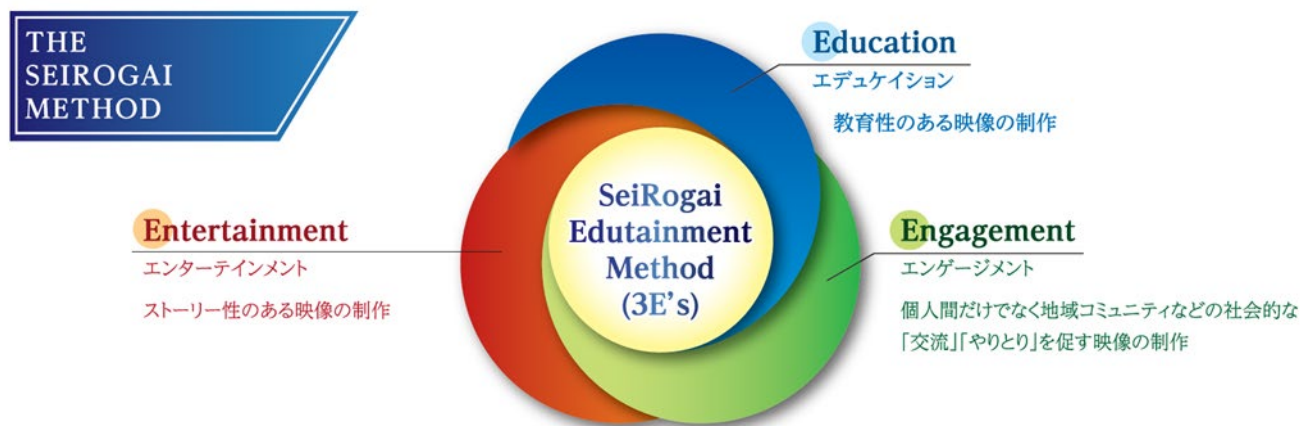 THE
SEIROGAI
METHOD
Education
エデュケイション
教育性のある映像の制作
SeiRogai
Edutainment
Method
(3E's)
Entertainment
エンターテインメント
ストーリー性のある映像の制作
Engagement
エンゲージメント
個人間だけでなく地域コミュニティなどの社会的な
「交流」「やりとり」を促す映像の制作